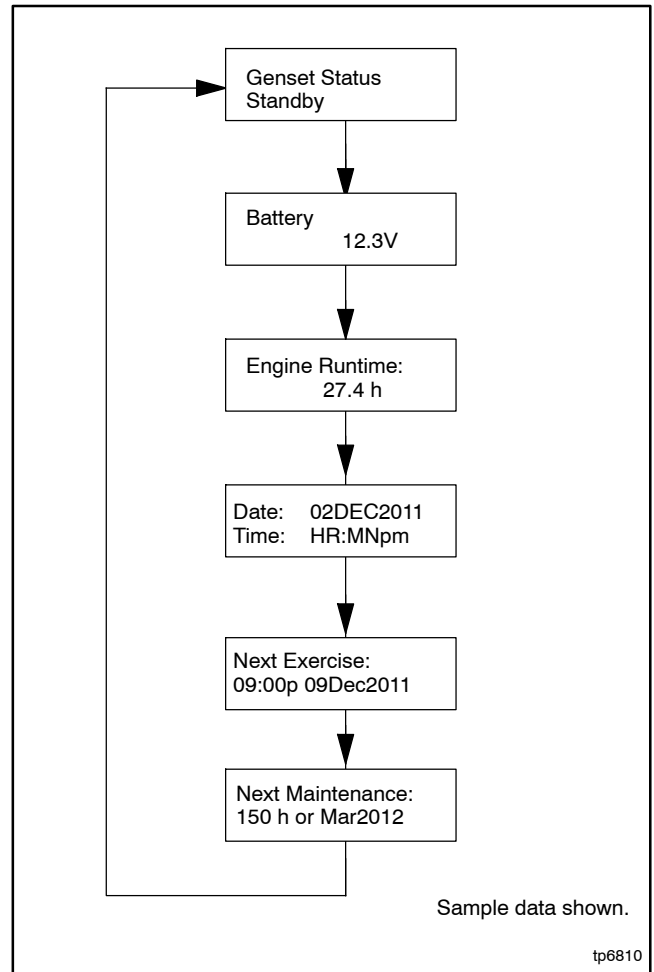 Genset Status
Standby
Battery
12.3V
Engine Runtime:
27.4 h
Date: 02DEC2011
Time: HR:MNpm
Next Exercise:
09:00p 09Dec2011
Next Maintenance:
150 h or Mar2012
Sample data shown.
tp6810